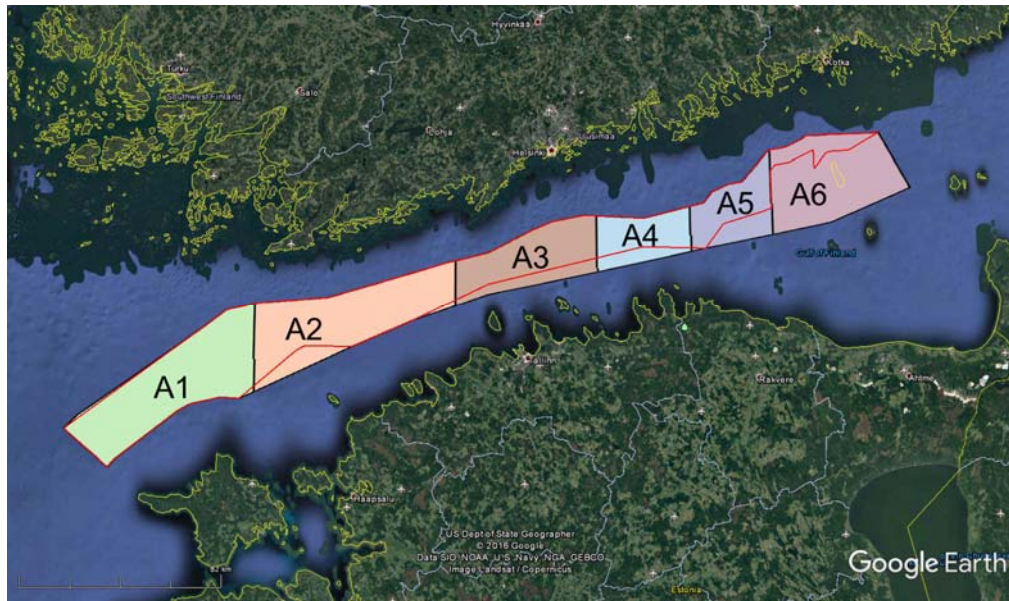 Hyvinkää
Kotka
Turku
Southwest Finland
Salo
Lohja
Uusimaa
Helsinki
A6
A5
A4
A3
Gulf of Finland
A2
Tallinn
A1
Rakvere
Ahtme
Haapsalu
US Dept of State Geographer
© 2016 Google
Data SIO, NOAA, U.S. Navy, NGA, GEBCO
Image Landsat / Copernicus
Google Earth
Estonia